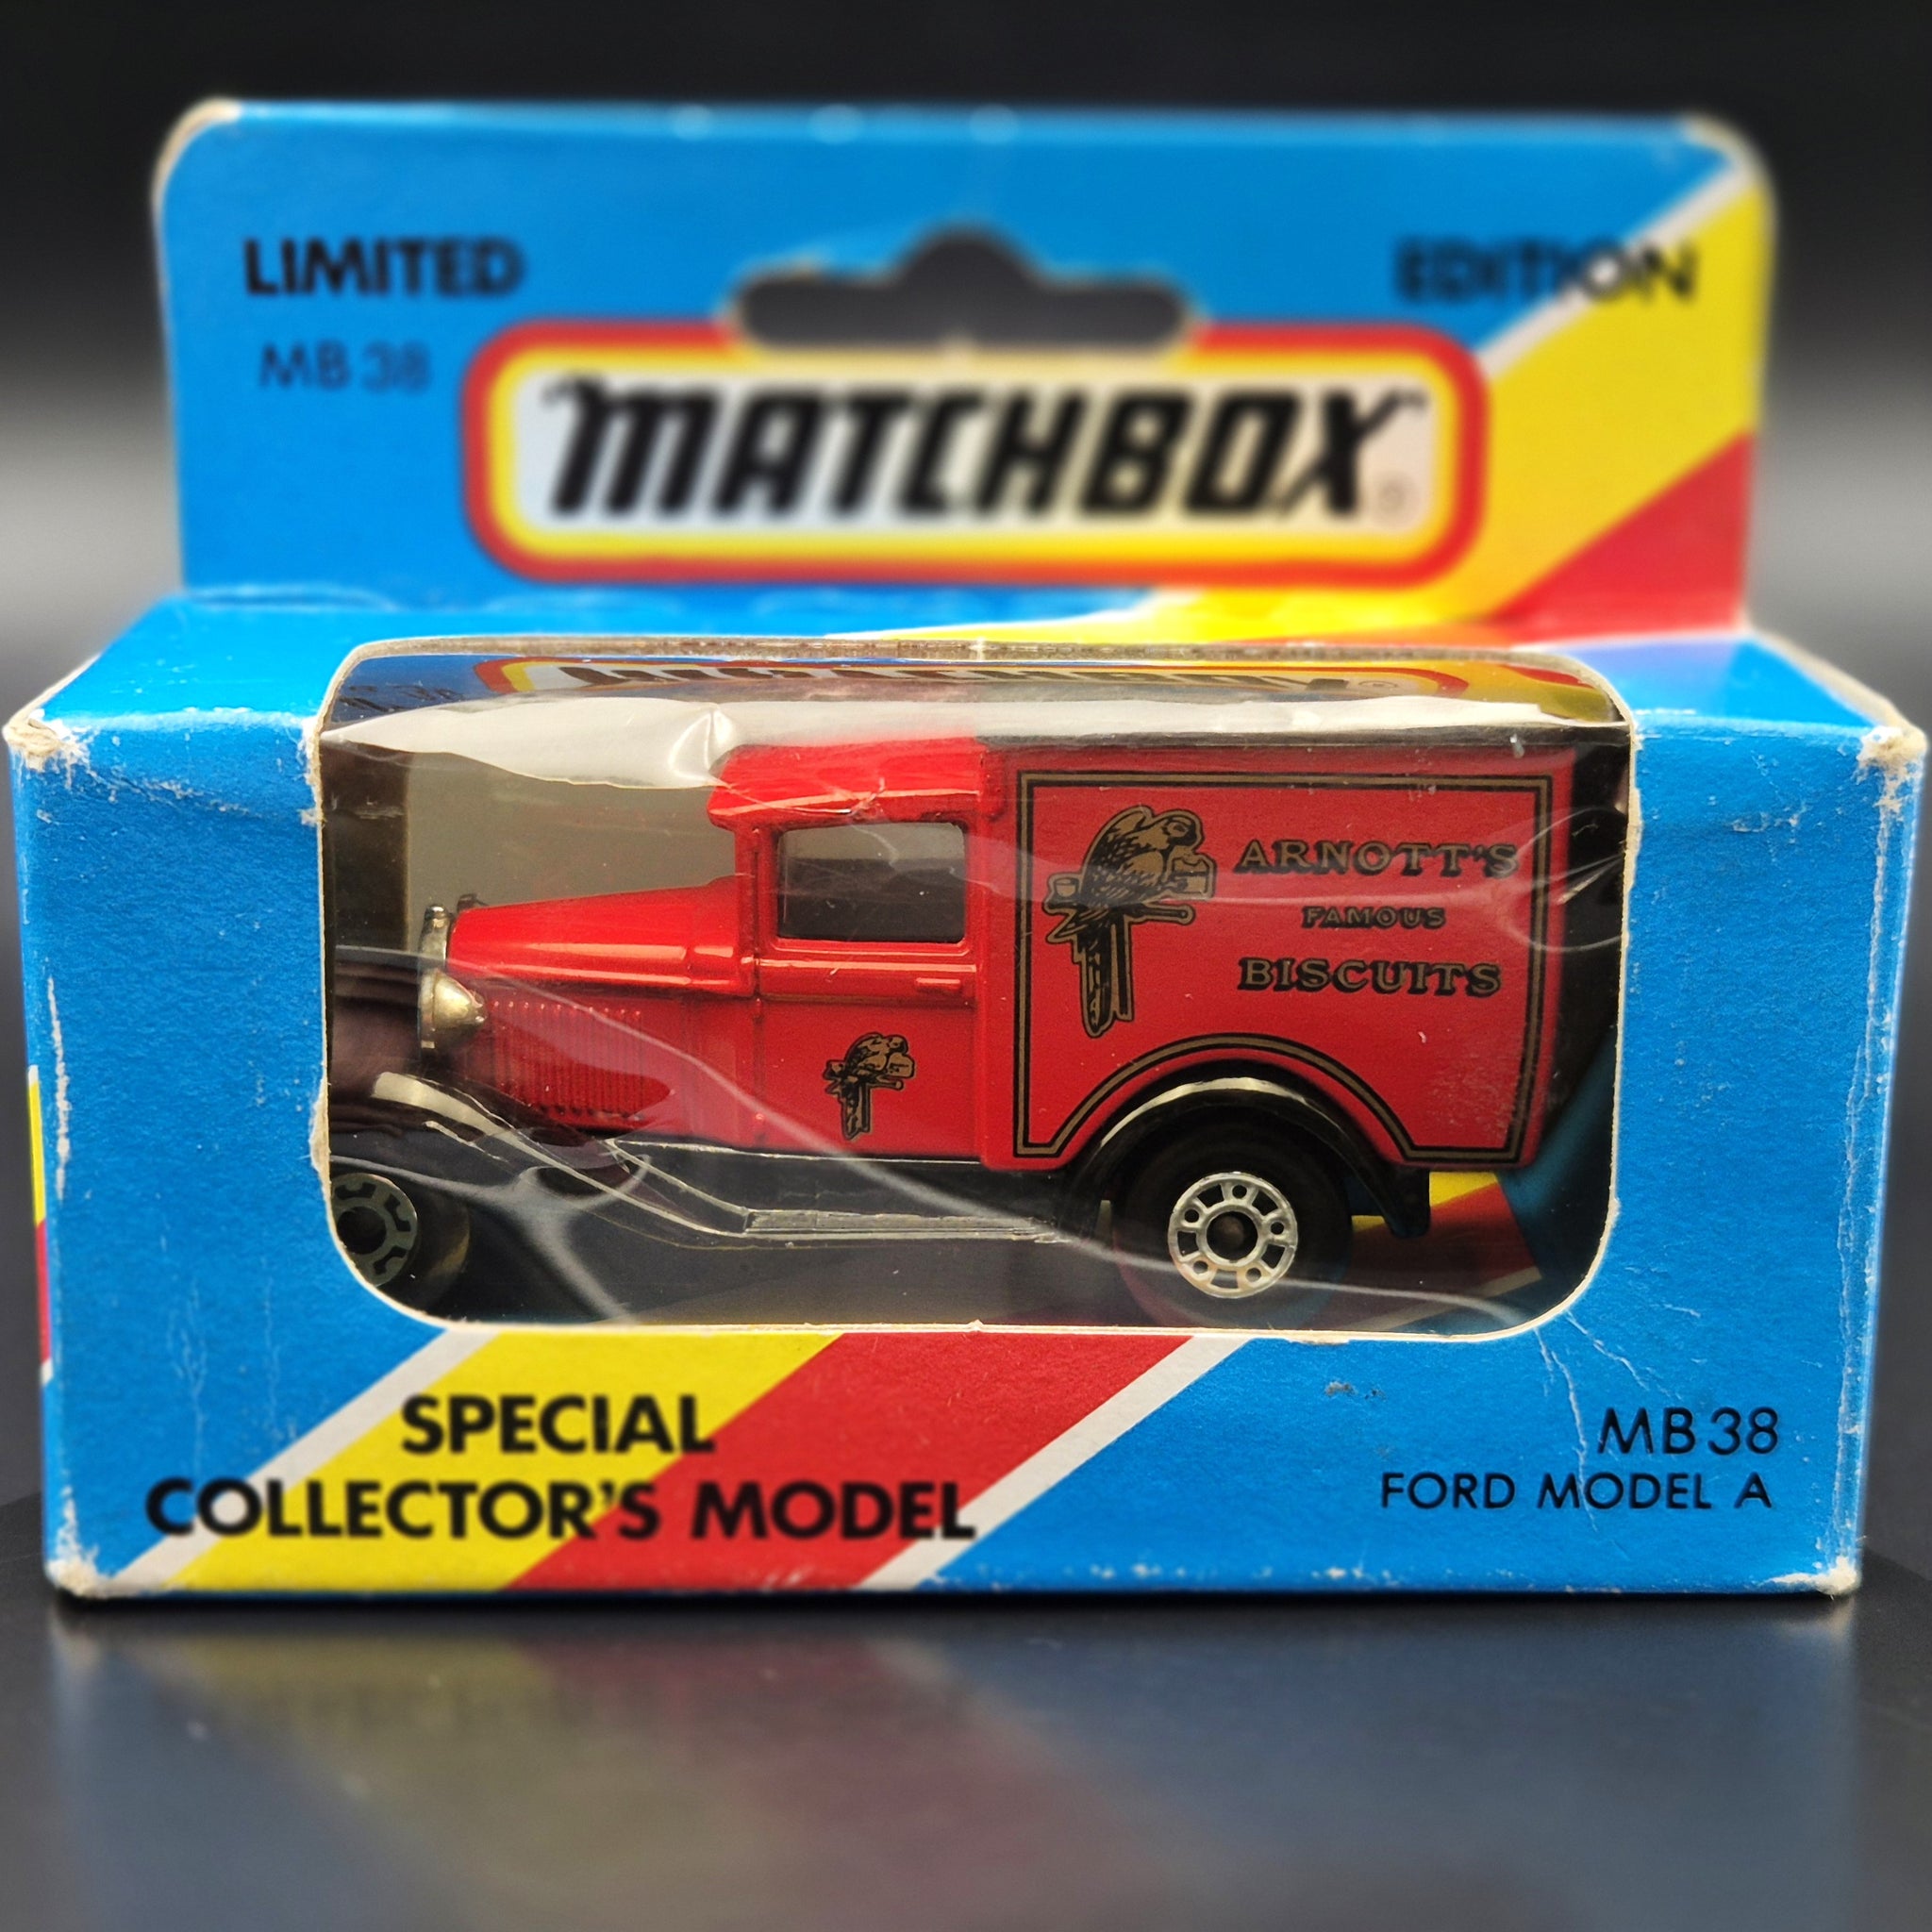 LIMITED EDITION
MB 38
"MATCHBOX"
ARNOTT'S
FAMOUS
BISCUITS
SPECIAL
COLLECTOR'S MODEL
MB 38
FORD MODEL A